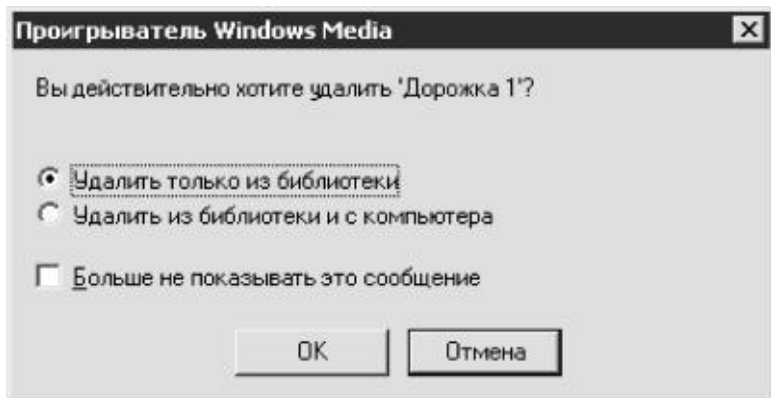 Проигрыватель Windows Media
Вы действительно хотите удалить 'Дорожка 1'?
Удалить только из библиотеки
Удалить из библиотеки и с компьютера
Больше не показывать это сообщение
OK
Отмена